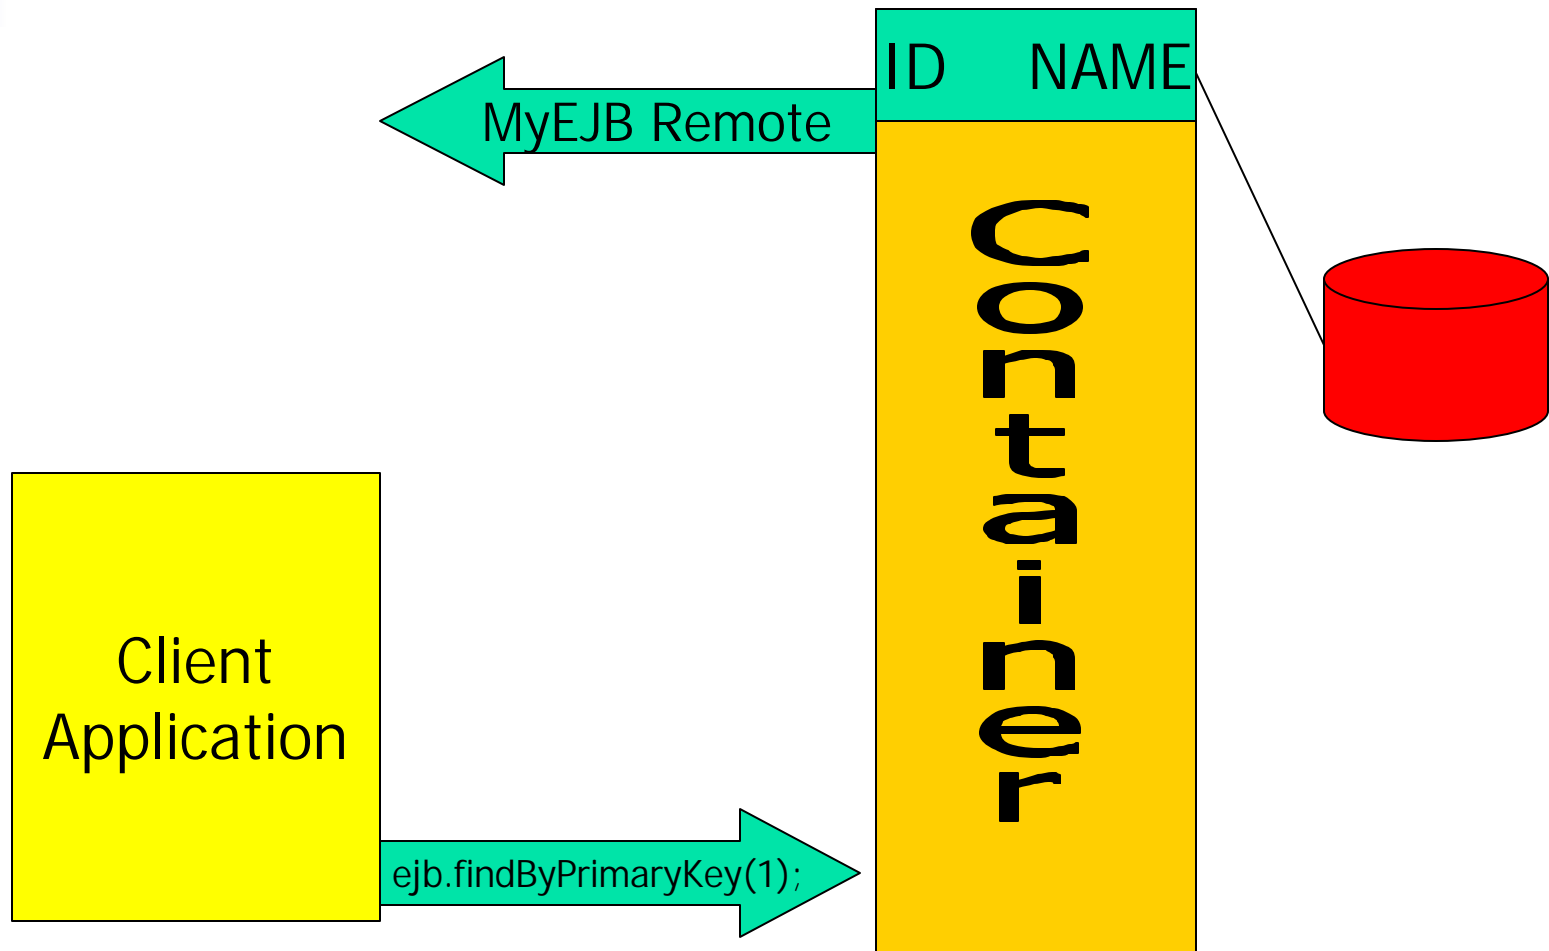 ID NAME
MyEJB Remote
Container
Client
Application
ejb.findByPrimaryKey(1);